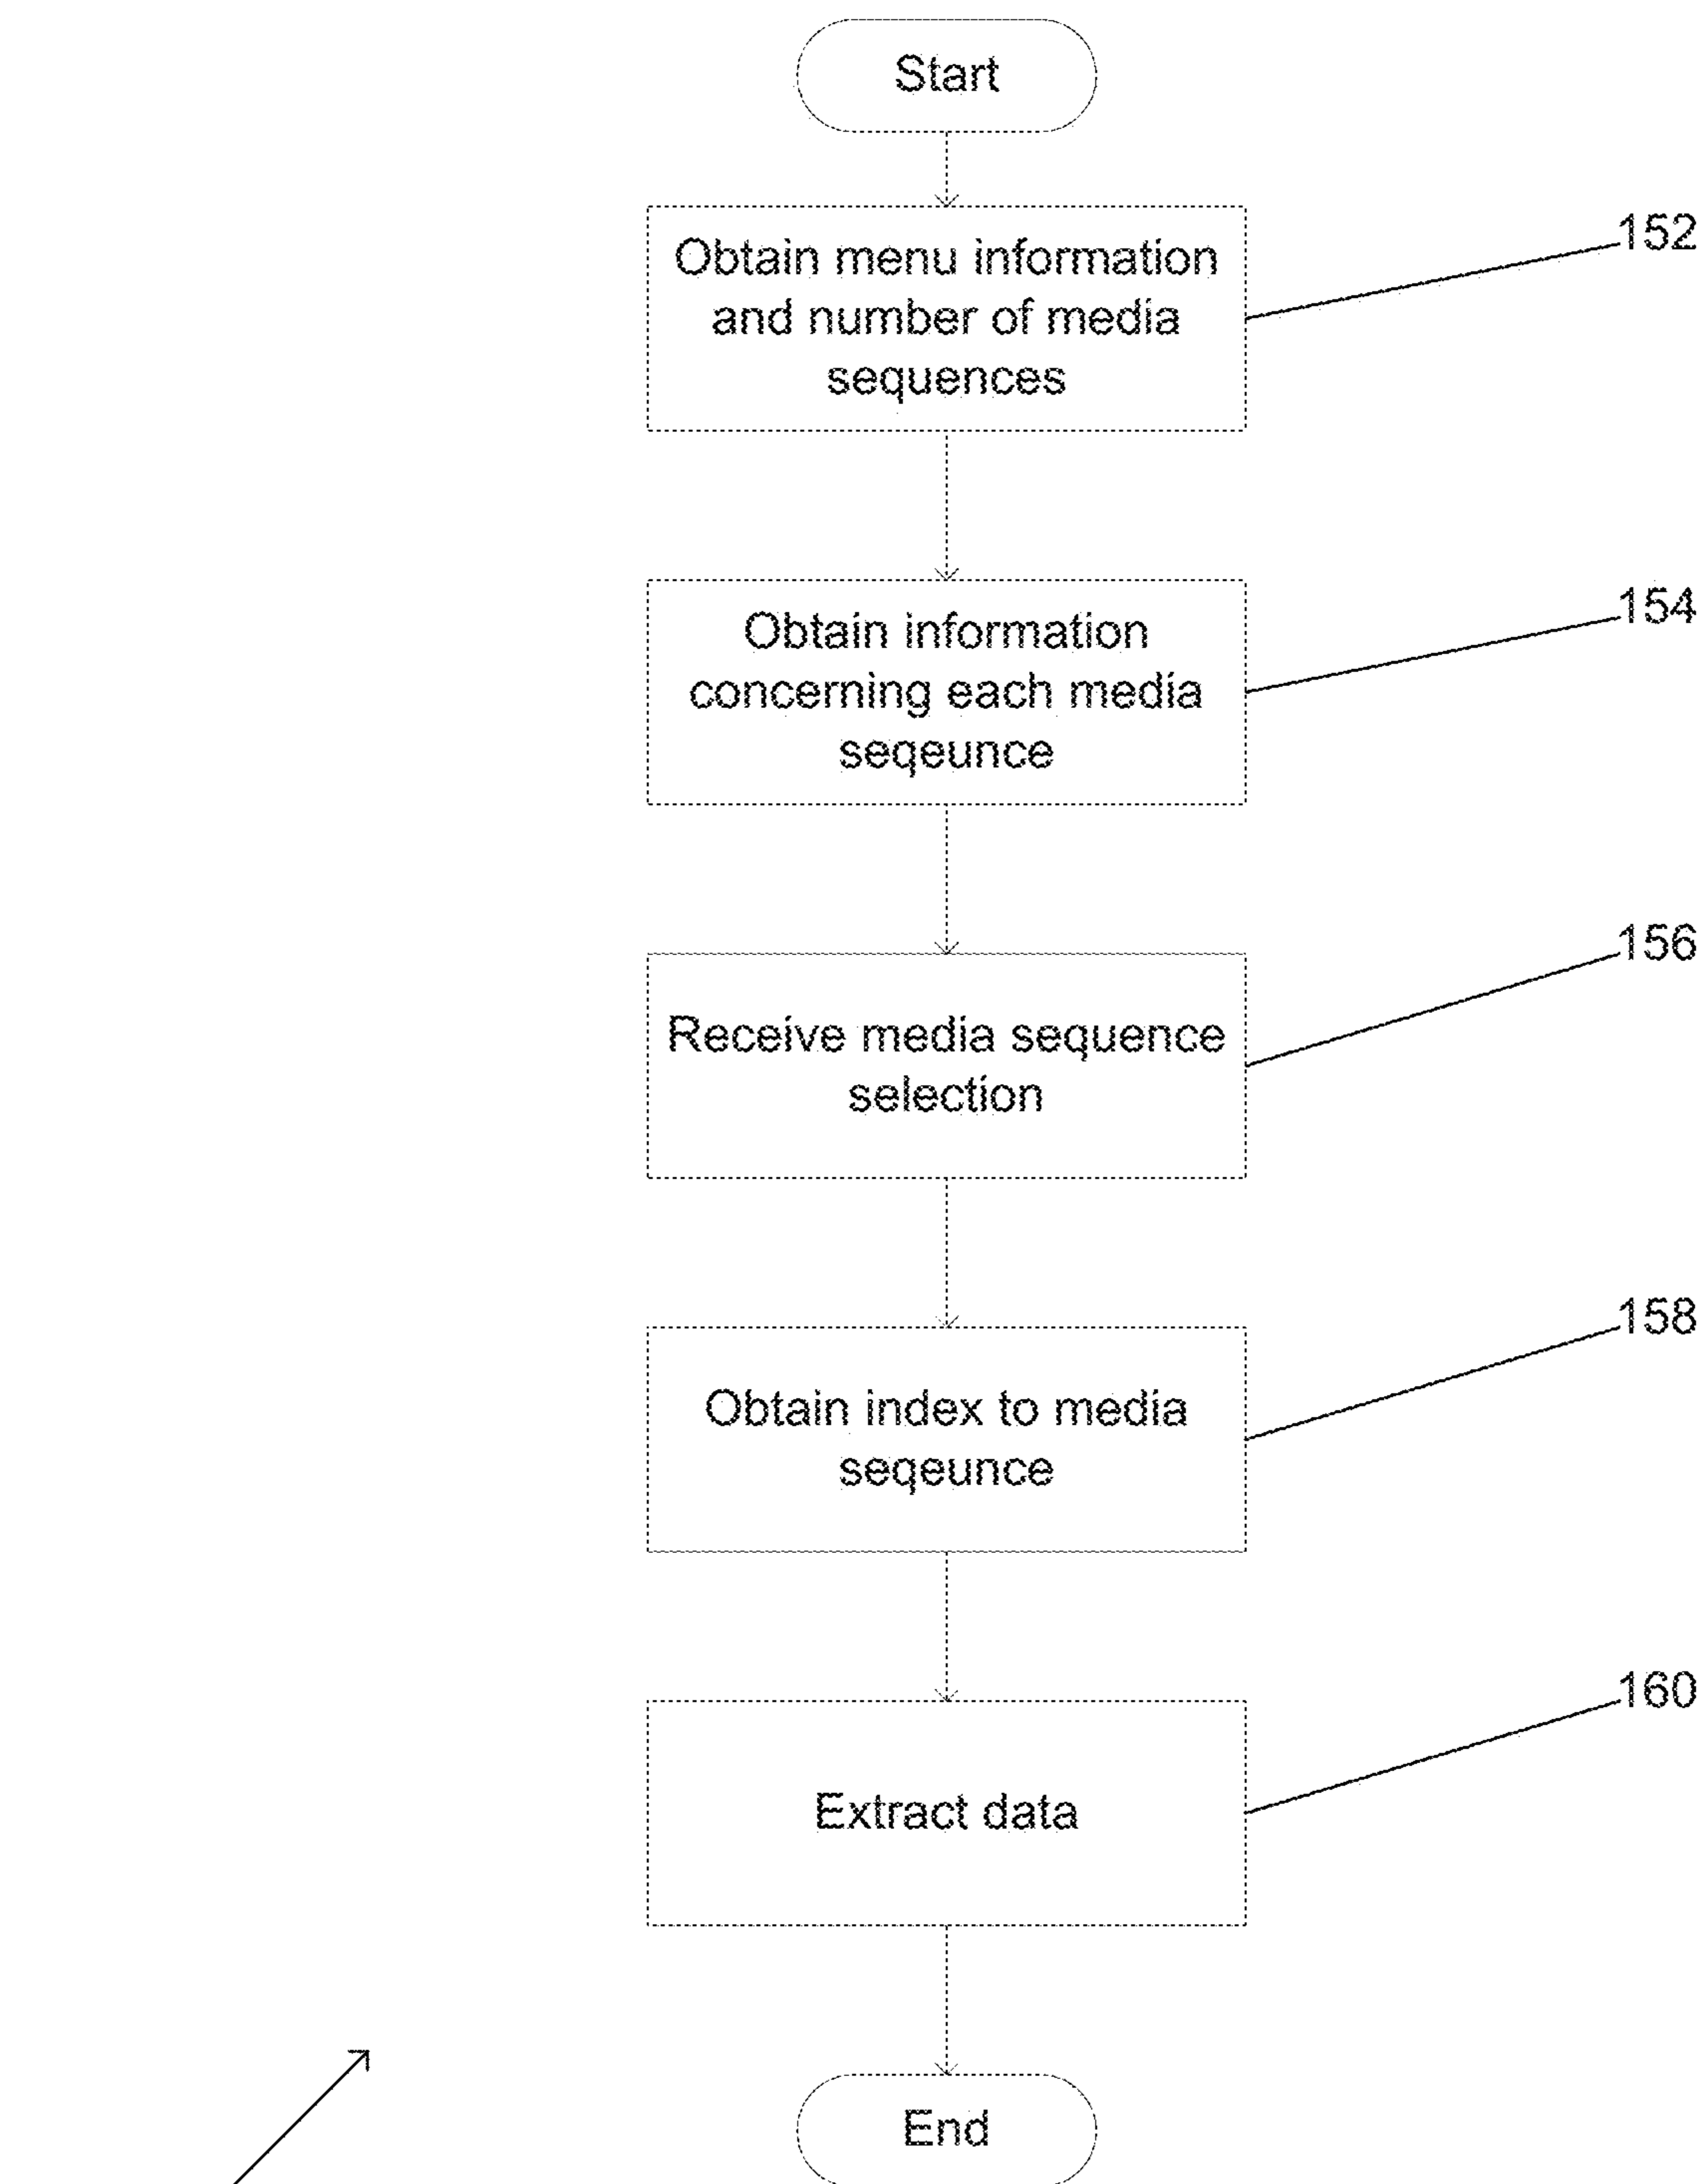 Start
Obtain menu information
and number of media
sequences
152
Obtain information
concerning each media
seqeunce
154
Receive media sequence
selection
156
Obtain index to media
seqeunce
158
Extract data
160
End